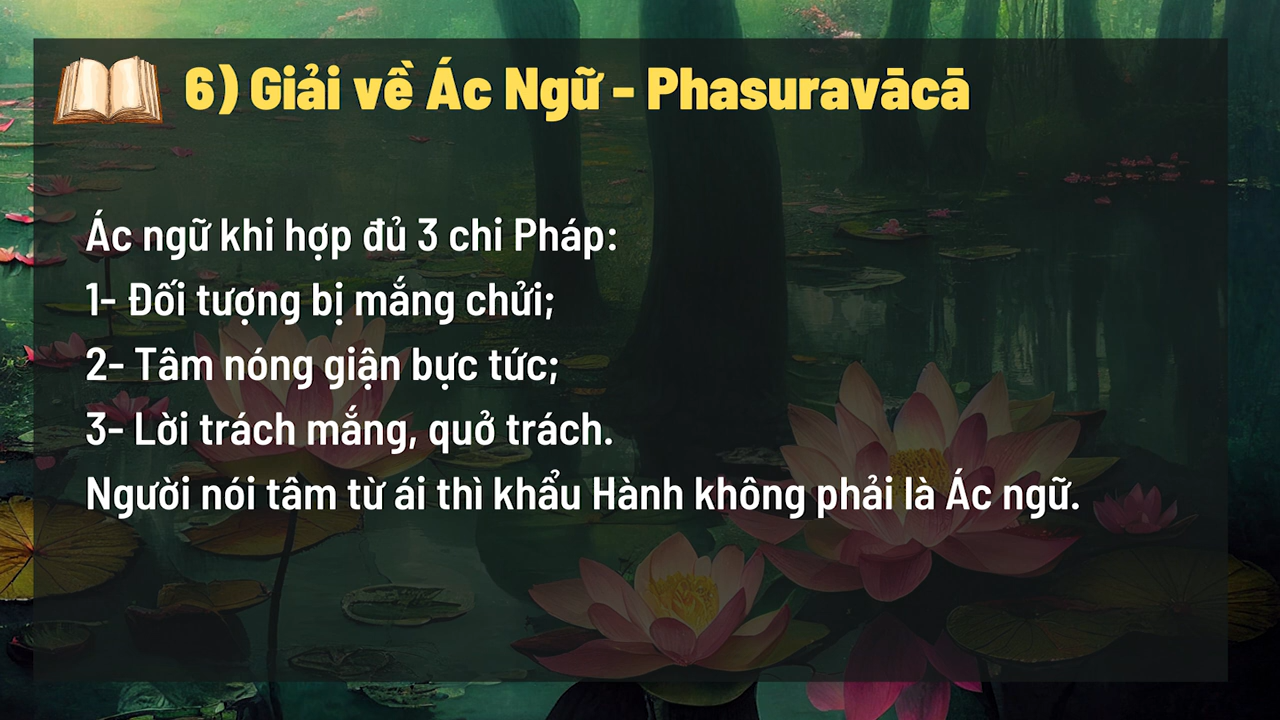 6) Giải về Ác Ngữ - Phasuravācā
Ác ngữ khi hợp đủ 3 chi Pháp:
1- Đối tượng bị mắng chửi;
2- Tâm nóng giận bực tức;
3- Lời trách mắng, quở trách.
Người nói tâm từ ái thì khẩu Hành không phải là Ác ngữ.